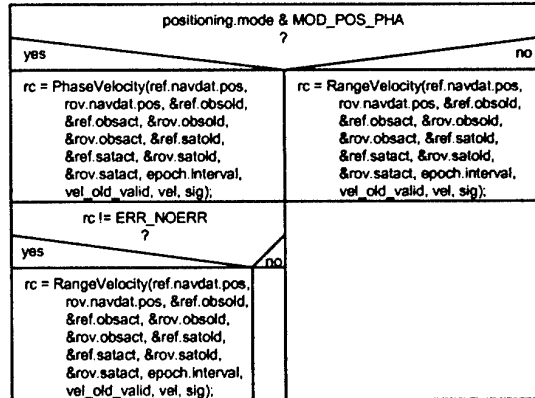 positioning.mode & MOD_POS_PHA
?
yes
no
rc = PhaseVelocity(ref.navdat.pos,
rov.navdat.pos, &ref.obsold,
&ref.obsact, &rov.obsold,
&rov.obsact, &ref.satold,
&ref.satact, &rov.satold,
&rov.satact, epoch.interval,
vel_old_valid, vel, sig);
rc = RangeVelocity(ref.navdat.pos,
rov.navdat.pos, &ref.obsold,
&ref.obsact, &rov.obsold,
&rov.obsact, &ref.satold,
&ref.satact, &rov.satold,
&rov.satact, epoch.interval,
vel_old_valid, vel, sig);
rc != ERR_NOERR
?
yes
no
rc = RangeVelocity(ref.navdat.pos,
rov.navdat.pos, &ref.obsold,
&ref.obsact, &rov.obsold,
&rov.obsact, &ref.satold,
&ref.satact, &rov.satold,
&rov.satact, epoch.interval,
vel_old_valid, vel, sig);